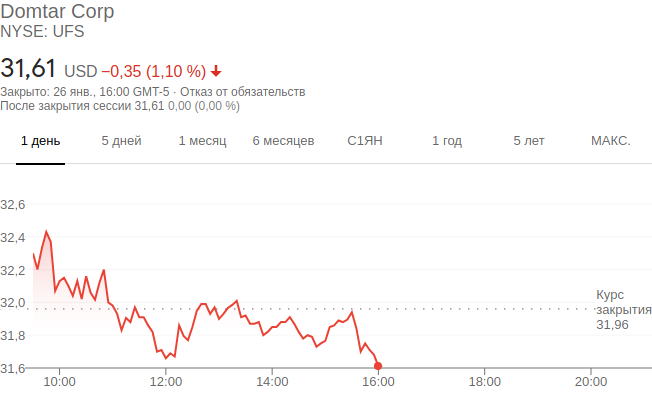 Domtar Corp
NYSE: UFS
31,61 USD −0,35 (1,10 %)
Закрыто: 26 янв., 16:00 GMT-5 · Отказ от обязательств
После закрытия сессии 31,61 0,00 (0,00 %)
1 день 5 дней 1 месяц 6 месяцев С1ЯН 1 год 5 лет МАКС.
32,6
32,4
32,2
32,0
31,8
31,6
Курс
закрытия
31,96
10:00 12:00 14:00 16:00 18:00 20:00